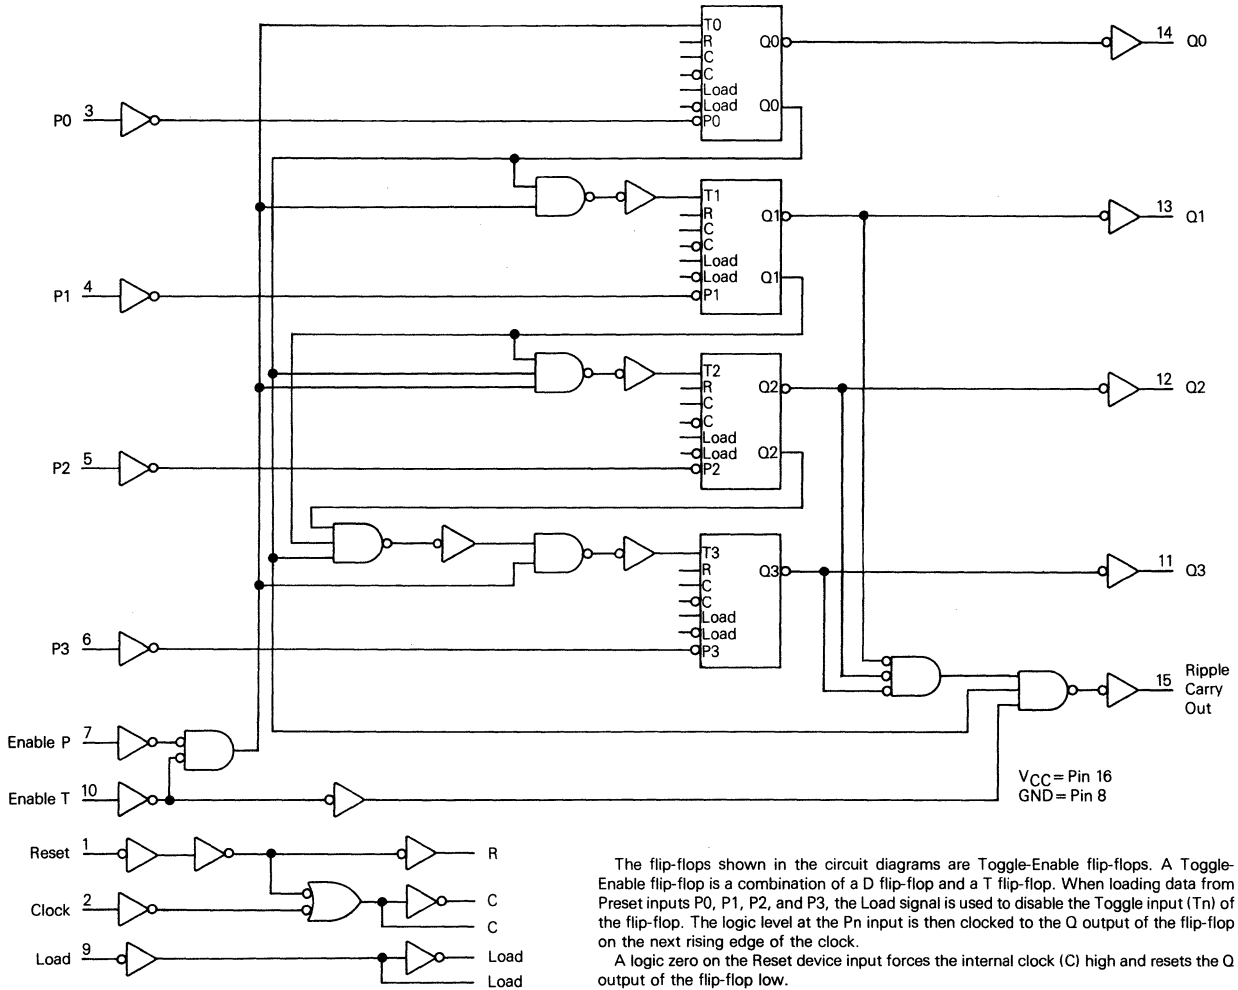 T0
R
C
C
Load
Load
P0
Q0
Q0
14 Q0
P0 3
T1
R
C
C
Load
Load
P1
Q1
Q1
13 Q1
P1 4
T2
R
C
C
Load
Load
P2
Q2
Q2
12 Q2
P2 5
T3
R
C
C
Load
Load
P3
Q3
11 Q3
P3 6
15 Ripple
Carry
Out
Enable P 7
Enable T 10
VCC = Pin 16
GND = Pin 8
Reset 1
R
Clock 2
C
C
Load 9
Load
Load
The flip-flops shown in the circuit diagrams are Toggle-Enable flip-flops. A Toggle-
Enable flip-flop is a combination of a D flip-flop and a T flip-flop. When loading data from
Preset inputs P0, P1, P2, and P3, the Load signal is used to disable the Toggle input (Tn) of
the flip-flop. The logic level at the Pn input is then clocked to the Q output of the flip-flop
on the next rising edge of the clock.
A logic zero on the Reset device input forces the internal clock (C) high and resets the Q
output of the flip-flop low.